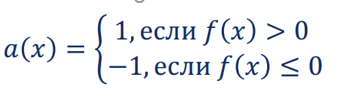 a(x) = { 1, если f(x) > 0
−1, если f(x) ≤ 0